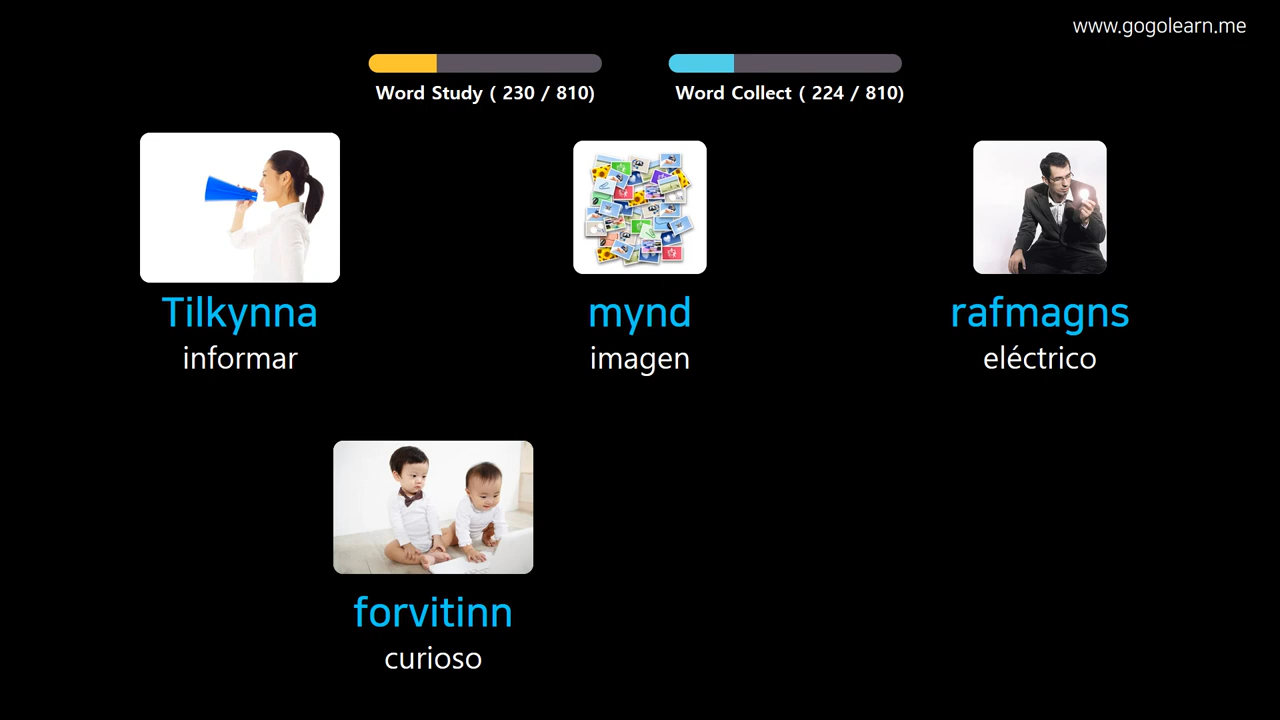 www.gogolearn.me
Word Study ( 230 / 810)
Word Collect ( 224 / 810)
Tilkynna
informar
mynd
imagen
rafmagns
eléctrico
forvitinn
curioso